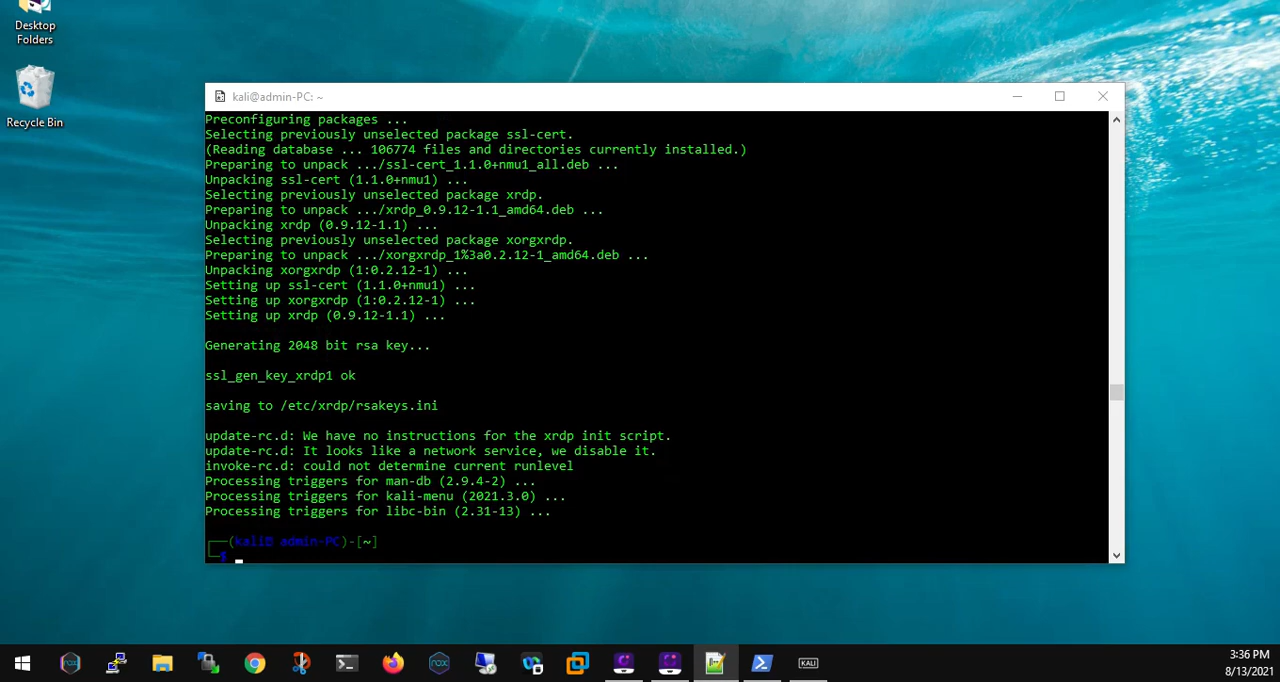 Desktop
Folders
Recycle Bin
kali@admin-PC: ~
Preconfiguring packages ...
Selecting previously unselected package ssl-cert.
(Reading database ... 106774 files and directories currently installed.)
Preparing to unpack .../ssl-cert_1.1.0+nmu1_all.deb ...
Unpacking ssl-cert (1.1.0+nmu1) ...
Selecting previously unselected package xrdp.
Preparing to unpack .../xrdp_0.9.12-1.1_amd64.deb ...
Unpacking xrdp (0.9.12-1.1) ...
Selecting previously unselected package xorgxrdp.
Preparing to unpack .../xorgxrdp_1%3a0.2.12-1_amd64.deb ...
Unpacking xorgxrdp (1:0.2.12-1) ...
Setting up ssl-cert (1.1.0+nmu1) ...
Setting up xorgxrdp (1:0.2.12-1) ...
Setting up xrdp (0.9.12-1.1) ...
Generating 2048 bit rsa key...
ssl_gen_key_xrdp1 ok
saving to /etc/xrdp/rsakeys.ini
update-rc.d: We have no instructions for the xrdp init script.
update-rc.d: It looks like a network service, we disable it.
invoke-rc.d: could not determine current runlevel
Processing triggers for man-db (2.9.4-2) ...
Processing triggers for kali-menu (2021.3.0) ...
Processing triggers for libc-bin (2.31-13) ...
┌──(kali㉿ admin-PC)-[~]
└─$
KALI
3:36 PM
8/13/2021